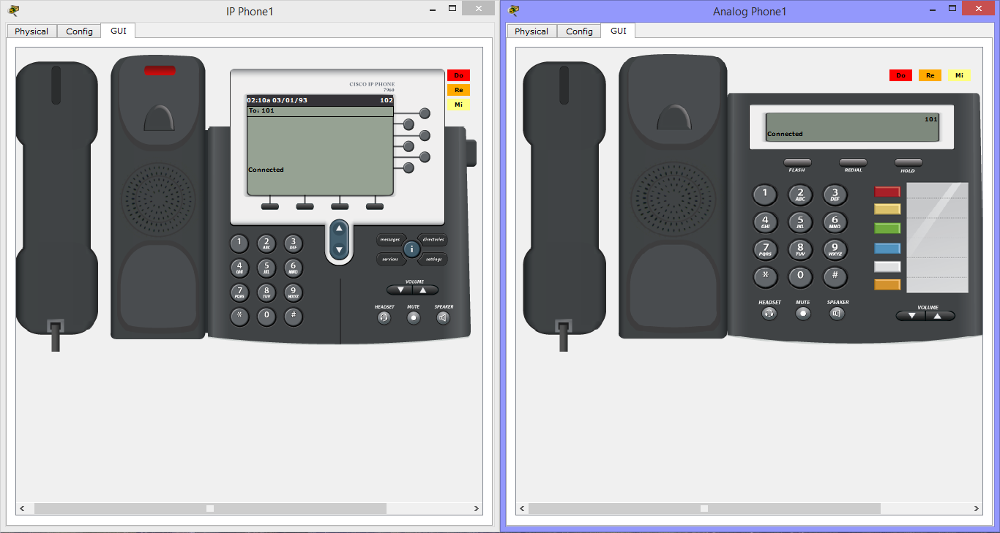 IP Phone1
Physical Config GUI
CISCO IP PHONE
7960
02:10a 03/01/93 102
To: 101
Connected
Do
Re
Mi
1 2 ABC 3 DEF
4 GHI 5 JKL 6 MNO
7 PQRS 8 TUV 9 WXYZ
* 0 #
messages directories
i
services settings
VOLUME
HEADSET MUTE SPEAKER
Analog Phone1
Physical Config GUI
Do Re Mi
101
Connected
FLASH REDIAL HOLD
1 2 ABC 3 DEF
4 GHI 5 JKL 6 MNO
7 PQRS 8 TUV 9 WXYZ
* 0 #
HEADSET MUTE SPEAKER
VOLUME